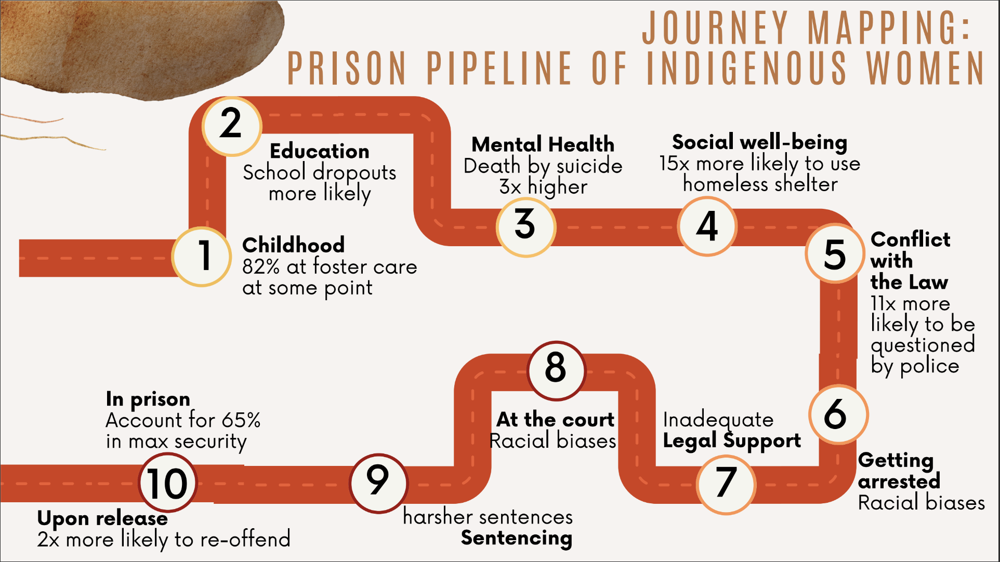 JOURNEY MAPPING:
PRISON PIPELINE OF INDIGENOUS WOMEN
1
Childhood
82% at foster care
at some point
2
Education
School dropouts
more likely
3
Mental Health
Death by suicide
3x higher
4
Social well-being
15x more likely to use
homeless shelter
5
Conflict
with
the Law
11x more
likely to be
questioned
by police
6
Getting
arrested
Racial biases
7
Inadequate
Legal Support
8
At the court
Racial biases
9
harsher sentences
Sentencing
10
In prison
Account for 65%
in max security
Upon release
2x more likely to re-offend